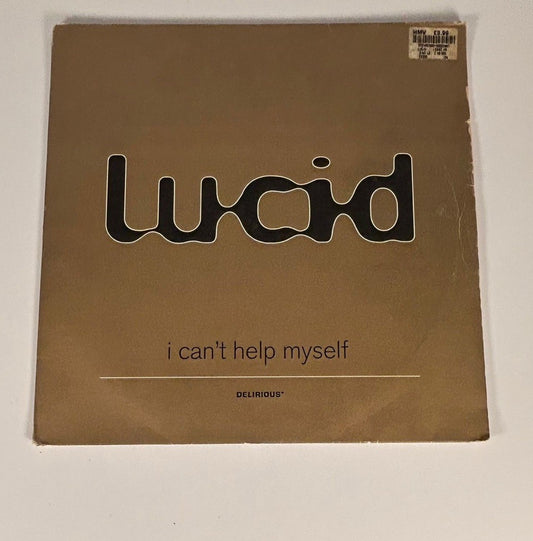 HMV £3.99
lucid
i can't help myself
DELIRIOUS